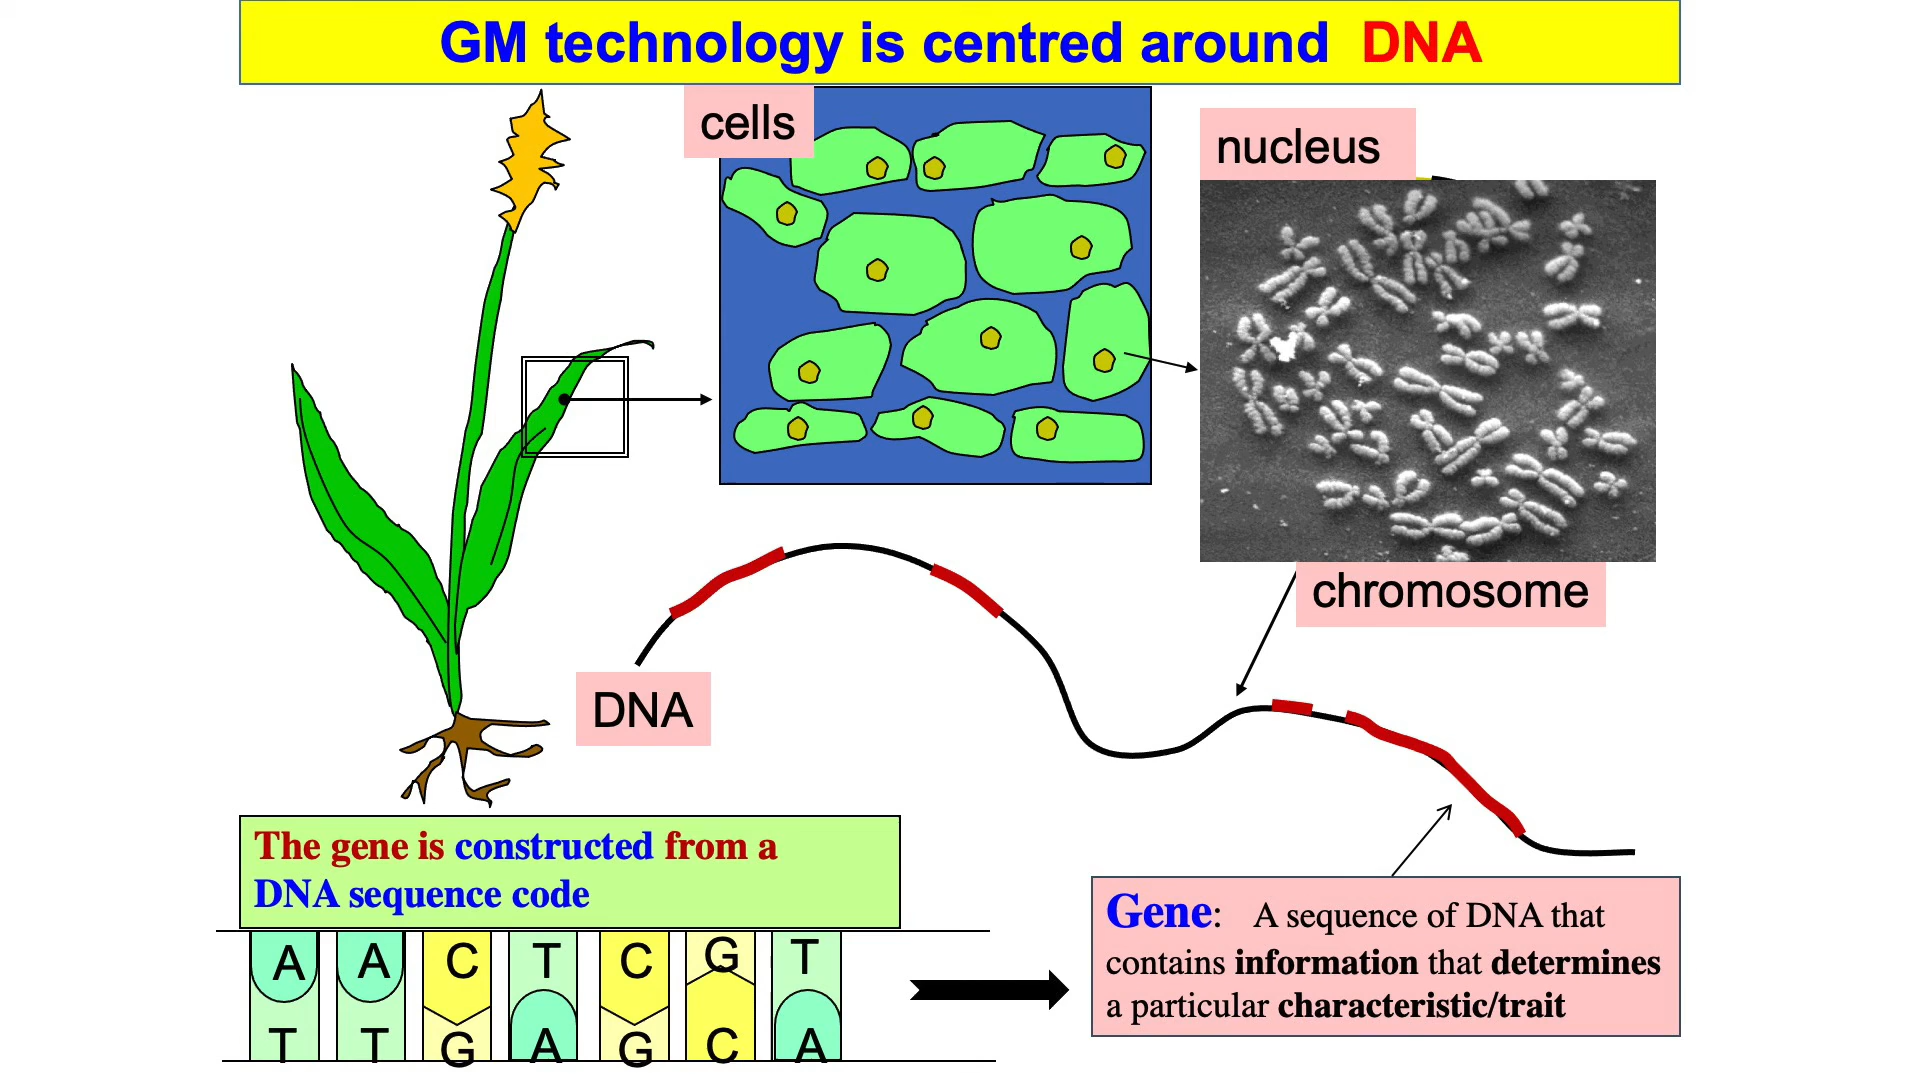 GM technology is centred around DNA
cells
nucleus
chromosome
DNA
The gene is constructed from a
DNA sequence code
A A C T C G T
T T G A G C A
Gene: A sequence of DNA that
contains information that determines
a particular characteristic/trait